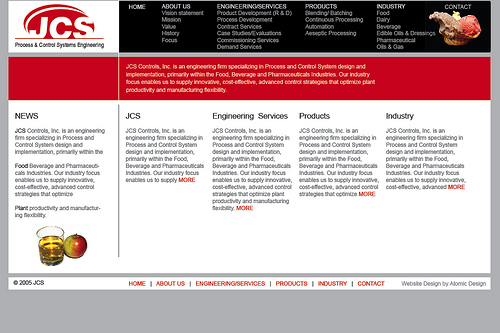 JCS
Process & Control Systems Engineering
HOME
ABOUT US
Vision statement
Mission
Value
History
Focus
ENGINEERING/SERVICES
Product Development (R & D)
Process Development
Contract Services
Case Studies/Evaluations
Commissioning Services
Demand Services
PRODUCTS
Blending/ Batching
Continuous Processing
Automation
Aseptic Processing
INDUSTRY
Food
Dairy
Beverage
Edible Oils & Dressings
Pharmaceutical
Oils & Gas
CONTACT
JCS Controls, Inc. is an engineering firm specializing in Process and Control System design and
implementation, primarily within the Food, Beverage and Pharmaceuticals Industries. Our industry
focus enables us to supply innovative, cost-effective, advanced control strategies that optimize plant
productivity and manufacturing flexibility.
NEWS
JCS Controls, Inc. is an engineering
firm specializing in Process and
Control System design and
implementation, primarily within the
Food Beverage and Pharmaceuti-
cals Industries. Our industry focus
enables us to supply innovative,
cost-effective, advanced control
strategies that optimize
Plant productivity and manufactur-
ing flexibility.
JCS
JCS Controls, Inc. is an engineering
firm specializing in Process and
Control System design and
implementation, primarily within the
Food, Beverage and Pharmaceuticals
Industries. Our industry focus
enables us to supply MORE
Engineering Services
JCS Controls, Inc. is an
engineering firm specializing in
Process and Control System
design and implementation,
primarily within the Food,
Beverage and Pharmaceuticals
Industries. Our industry focus
enables us to supply innovative,
cost-effective, advanced control
strategies that optimize plant
productivity and manufacturing
flexibility. MORE
Products
JCS Controls, Inc. is an
engineering firm specializing in
Process and Control System
design and implementation,
primarily within the Food,
Beverage and Pharmaceuticals
Industries. Our industry focus
enables us to supply innovative,
cost-effective, advanced control
strategies that optimize MORE
Industry
JCS Controls, Inc. is an
engineering firm specializing in
Process and Control System
design and implementation,
primarily within the Food,
Beverage and Pharmaceuticals
Industries. Our industry focus
enables us to supply innovative,
cost-effective, advanced MORE
© 2005 JCS
HOME | ABOUT US | ENGINEERING/SERVICES | PRODUCTS | INDUSTRY | CONTACT
Website Design by Atomic Design